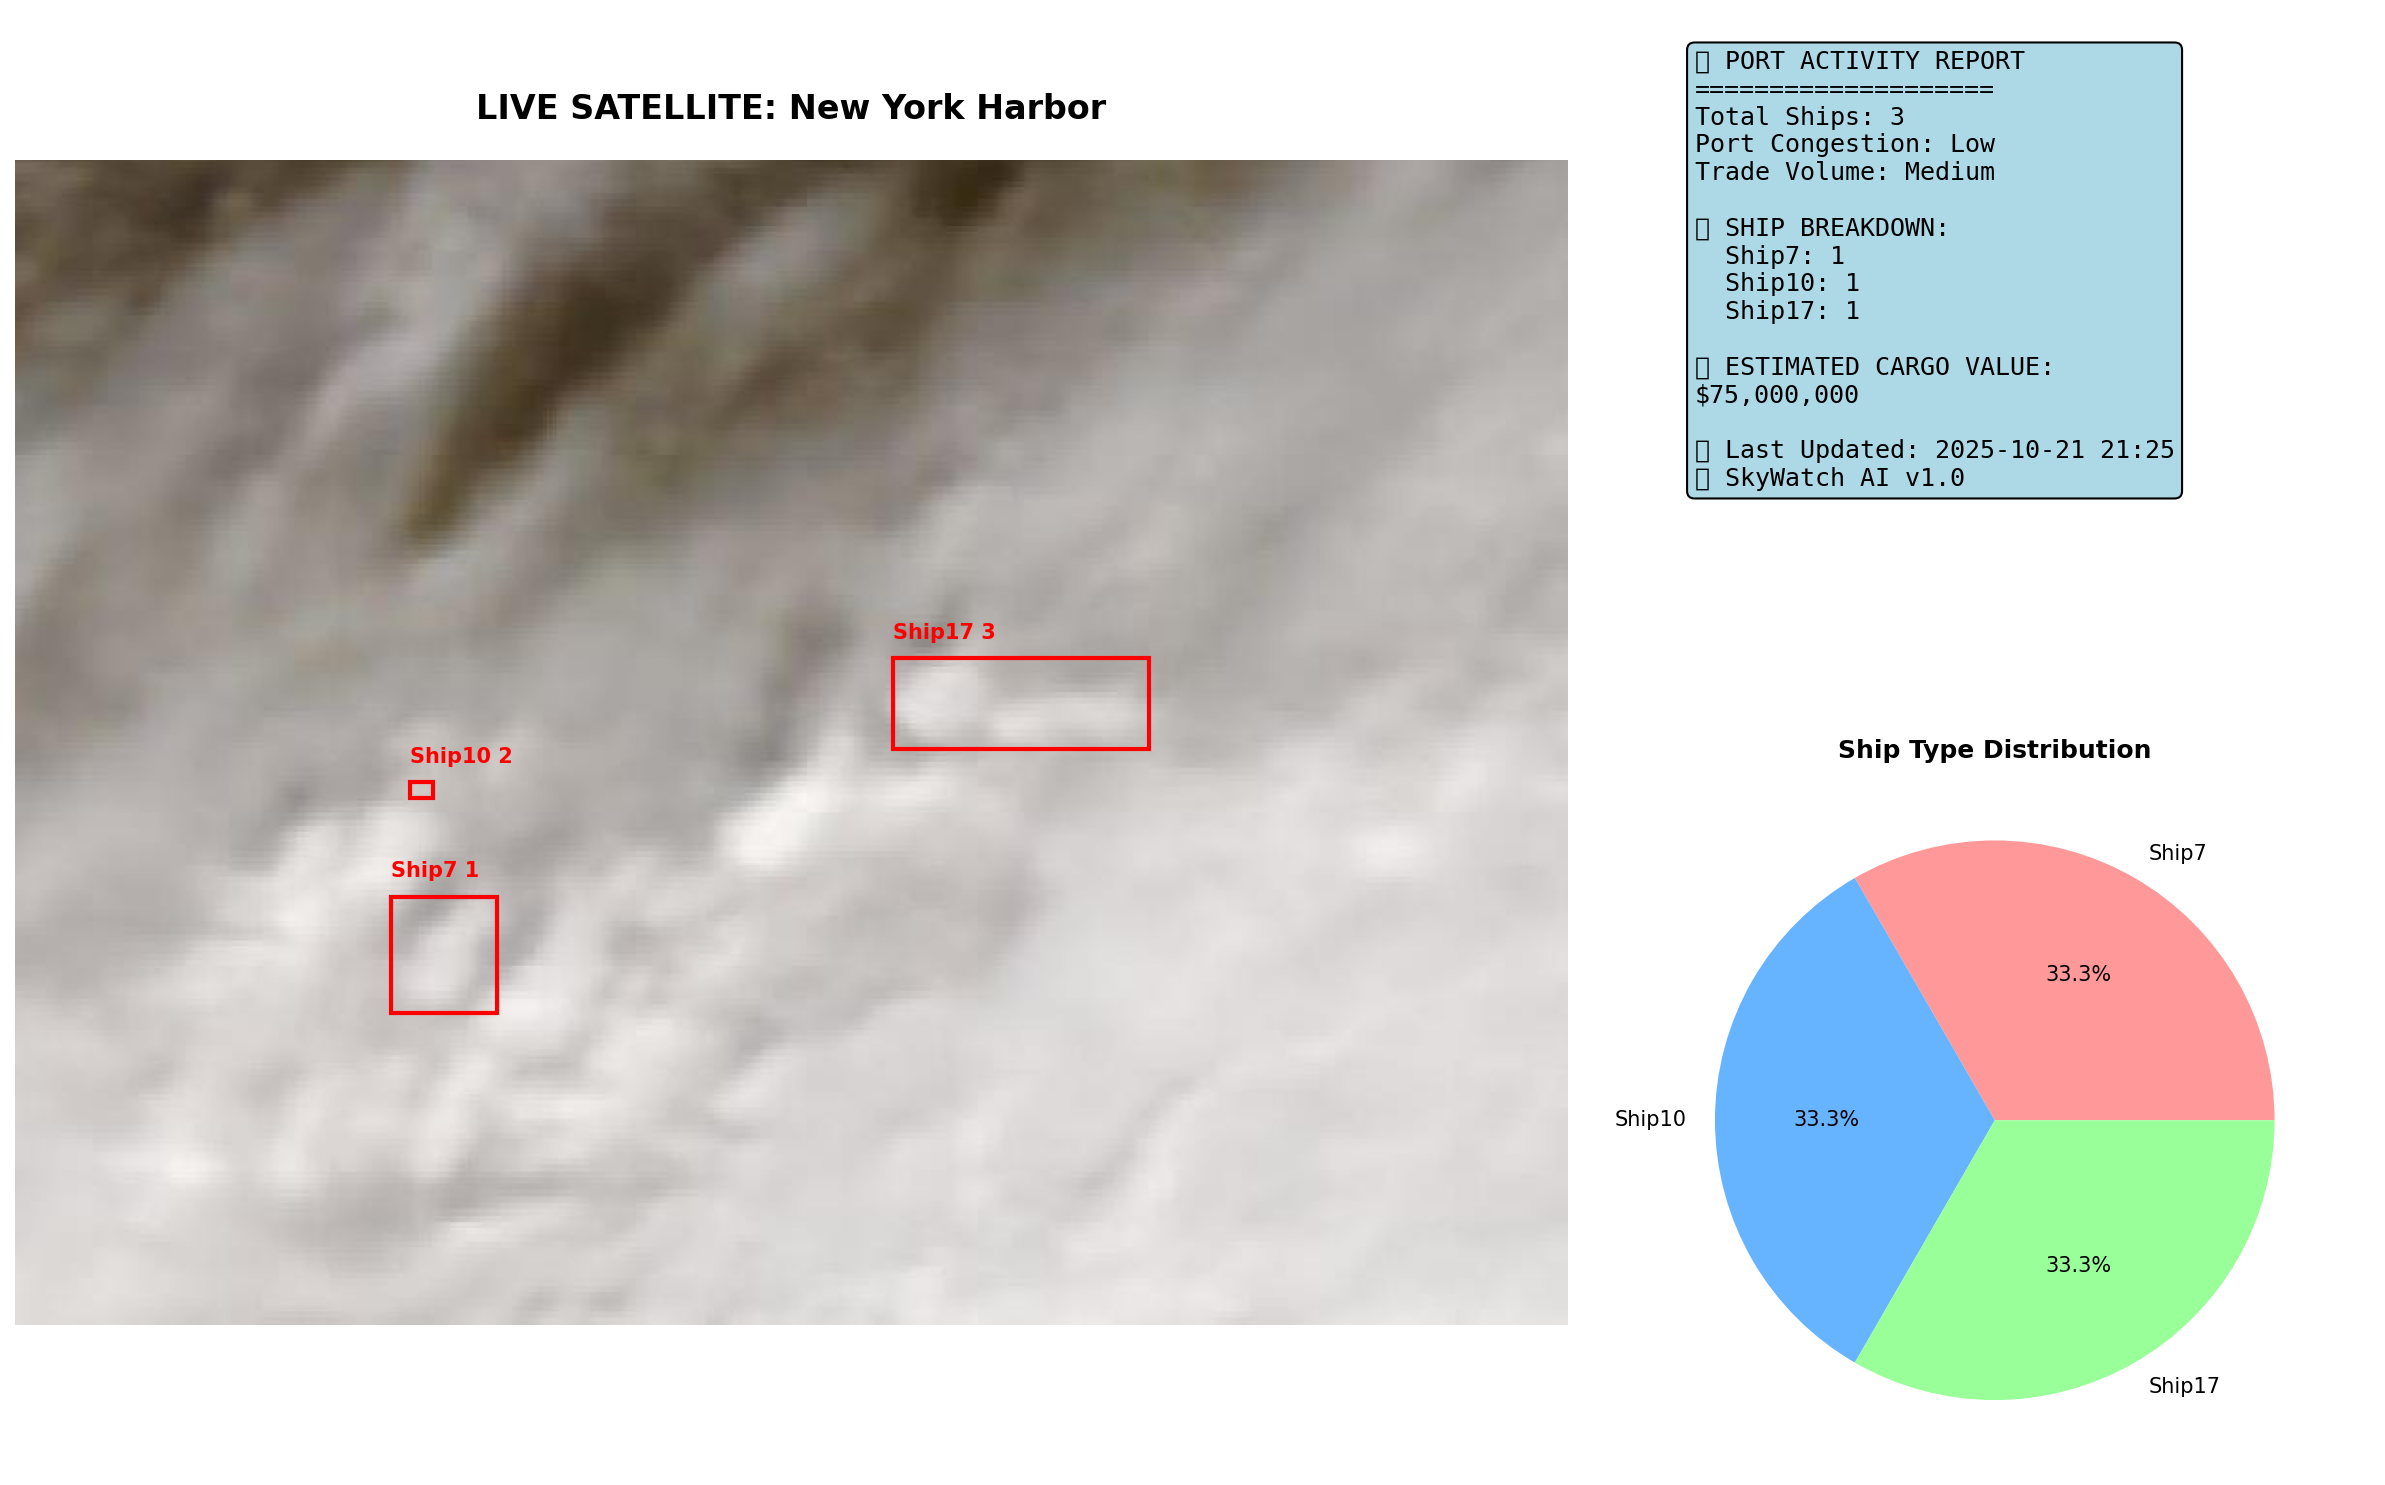 LIVE SATELLITE: New York Harbor
Ship17 3
Ship10 2
Ship7 1
PORT ACTIVITY REPORT
====================
Total Ships: 3
Port Congestion: Low
Trade Volume: Medium
SHIP BREAKDOWN:
Ship7: 1
Ship10: 1
Ship17: 1
ESTIMATED CARGO VALUE:
$75,000,000
Last Updated: 2025-10-21 21:25
SkyWatch AI v1.0
Ship Type Distribution
Ship7
33.3%
Ship10
33.3%
33.3%
Ship17